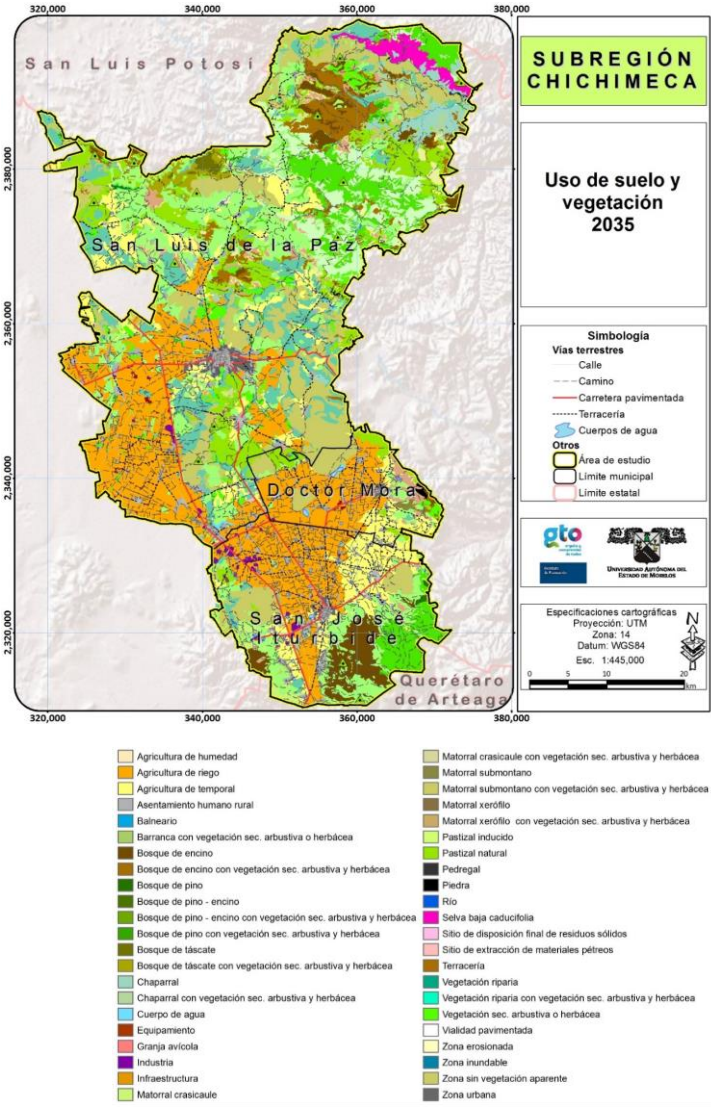 320,000
340,000
360,000
380,000
San Luis Potosí
2,380,000
2,360,000
2,340,000
2,320,000
San Luis de la Paz
Doctor Mora
San José
Iturbide
Querétaro
de Arteaga
320,000
340,000
360,000
380,000
SUBREGIÓN
CHICHIMECA
Uso de suelo y
vegetación
2035
Simbología
Vías terrestres
Calle
Camino
Carretera pavimentada
Terracería
Cuerpos de agua
Otros
Área de estudio
Límite municipal
Límite estatal
gto
UNIVERSIDAD AUTÓNOMA DEL
ESTADO DE MORELOS
Especificaciones cartográficas
Proyección: UTM
Zona: 14
Datum: WGS84
Esc. 1:445,000
N
0 5 10 20
km
Agricultura de humedad
Agricultura de riego
Agricultura de temporal
Asentamiento humano rural
Balneario
Barranca con vegetación sec. arbustiva o herbácea
Bosque de encino
Bosque de encino con vegetación sec. arbustiva y herbácea
Bosque de pino
Bosque de pino - encino
Bosque de pino - encino con vegetación sec. arbustiva y herbácea
Bosque de pino con vegetación sec. arbustiva y herbácea
Bosque de táscate
Bosque de táscate con vegetación sec. arbustiva y herbácea
Chaparral
Chaparral con vegetación sec. arbustiva y herbácea
Cuerpo de agua
Equipamiento
Granja avícola
Industria
Infraestructura
Matorral crasicaule
Matorral crasicaule con vegetación sec. arbustiva y herbácea
Matorral submontano
Matorral submontano con vegetación sec. arbustiva y herbácea
Matorral xerófilo
Matorral xerófilo con vegetación sec. arbustiva y herbácea
Pastizal inducido
Pastizal natural
Pedregal
Piedra
Río
Selva baja caducifolia
Sitio de disposición final de residuos sólidos
Sitio de extracción de materiales pétreos
Terracería
Vegetación riparia
Vegetación riparia con vegetación sec. arbustiva y herbácea
Vegetación sec. arbustiva o herbácea
Vialidad pavimentada
Zona erosionada
Zona inundable
Zona sin vegetación aparente
Zona urbana